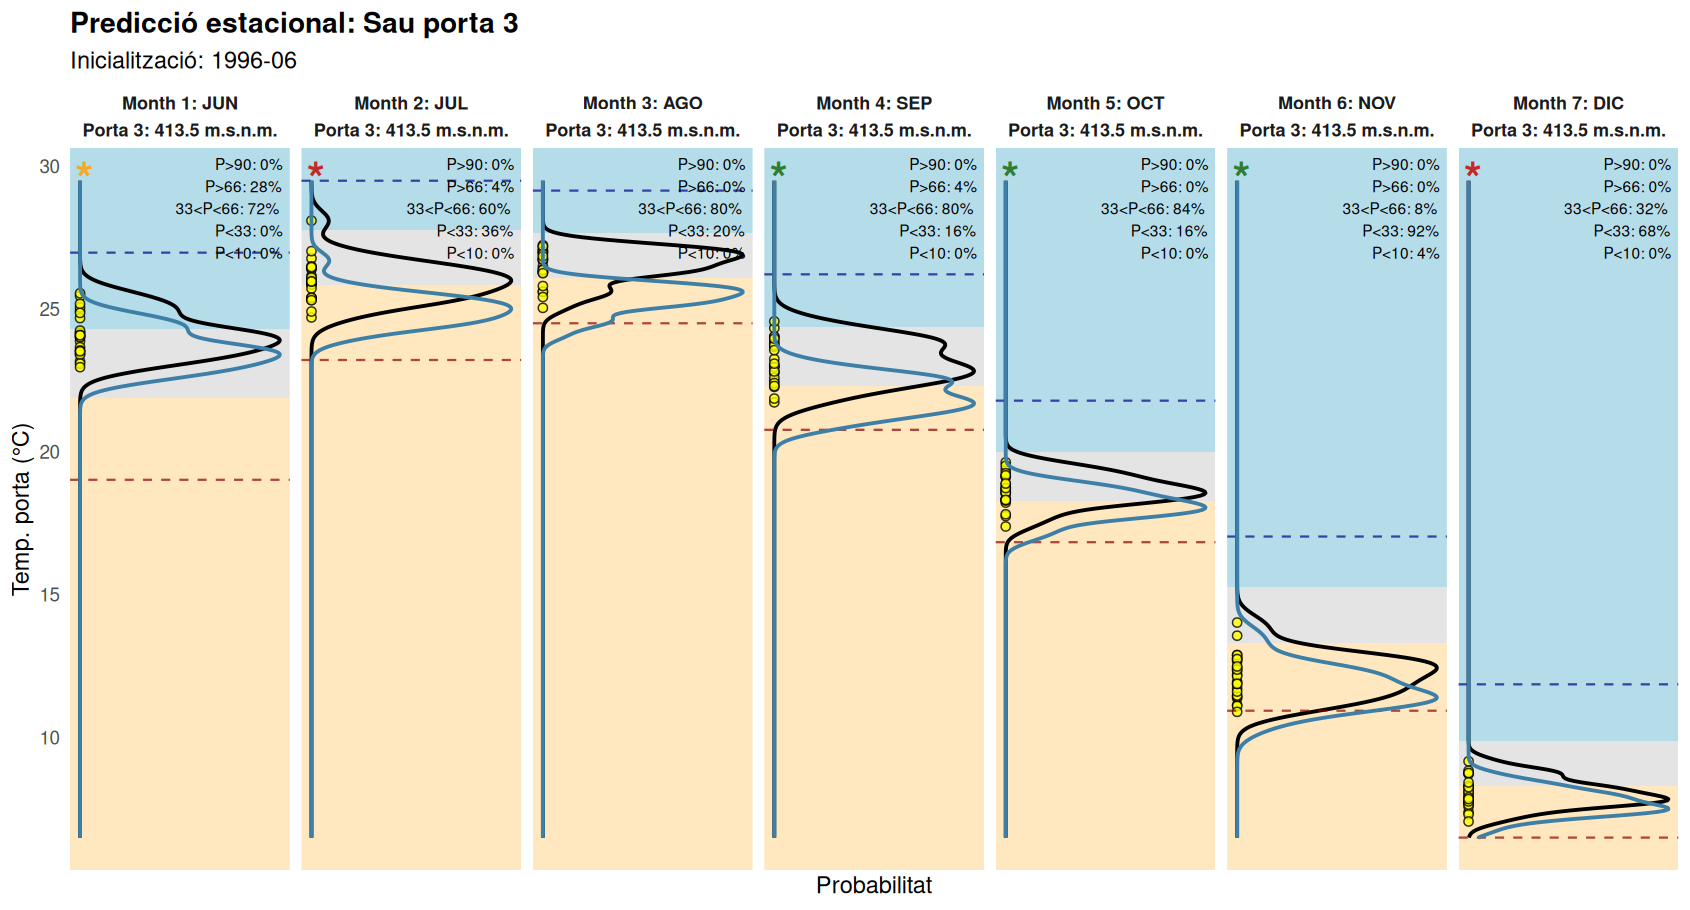 Predicció estacional: Sau porta 3
Inicialització: 1996-06
Month 1: JUN
Porta 3: 413.5 m.s.n.m.
Month 2: JUL
Porta 3: 413.5 m.s.n.m.
Month 3: AGO
Porta 3: 413.5 m.s.n.m.
Month 4: SEP
Porta 3: 413.5 m.s.n.m.
Month 5: OCT
Porta 3: 413.5 m.s.n.m.
Month 6: NOV
Porta 3: 413.5 m.s.n.m.
Month 7: DIC
Porta 3: 413.5 m.s.n.m.
Temp. porta (°C)
30
25
20
15
10
*
P>90: 0%
P>66: 28%
33<P<66: 72%
P<33: 0%
P<10: 0%
*
P>90: 0%
P>66: 4%
33<P<66: 60%
P<33: 36%
P<10: 0%
P>90: 0%
P>66: 0%
33<P<66: 80%
P<33: 20%
P<10: 0%
*
P>90: 0%
P>66: 4%
33<P<66: 80%
P<33: 16%
P<10: 0%
*
P>90: 0%
P>66: 0%
33<P<66: 84%
P<33: 16%
P<10: 0%
*
P>90: 0%
P>66: 0%
33<P<66: 8%
P<33: 92%
P<10: 4%
*
P>90: 0%
P>66: 0%
33<P<66: 32%
P<33: 68%
P<10: 0%
Probabilitat